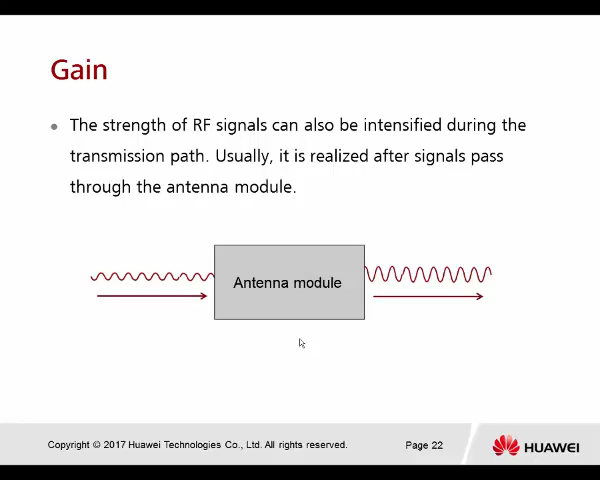 Gain
● The strength of RF signals can also be intensified during the
transmission path. Usually, it is realized after signals pass
through the antenna module.
Antenna module
Copyright © 2017 Huawei Technologies Co., Ltd. All rights reserved.
Page 22
HUAWEI